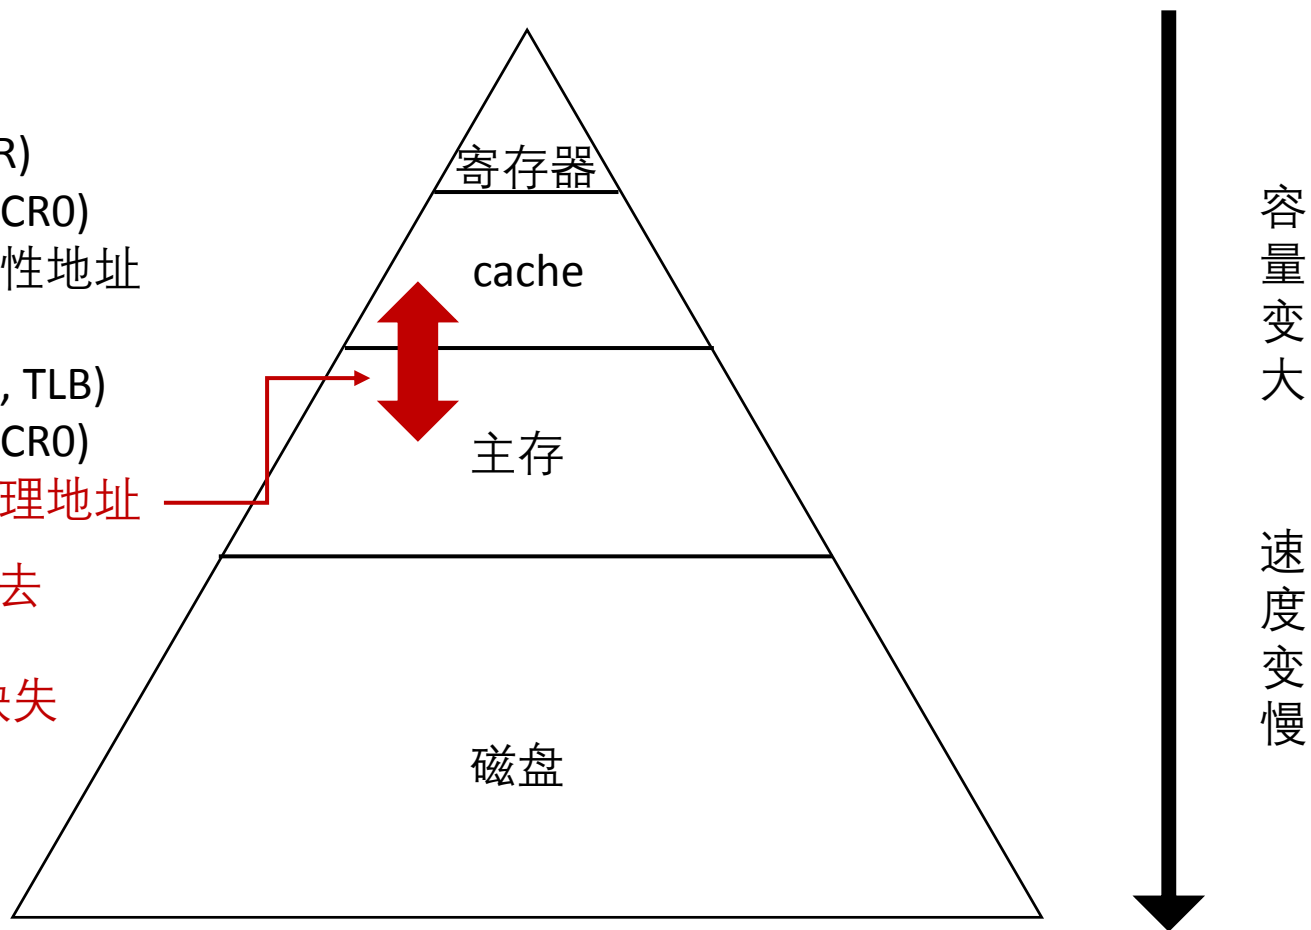 R)
CR0)
性地址
, TLB)
CR0)
理地址
去
缺失
寄存器
cache
主存
磁盘
容量变大
速度变慢